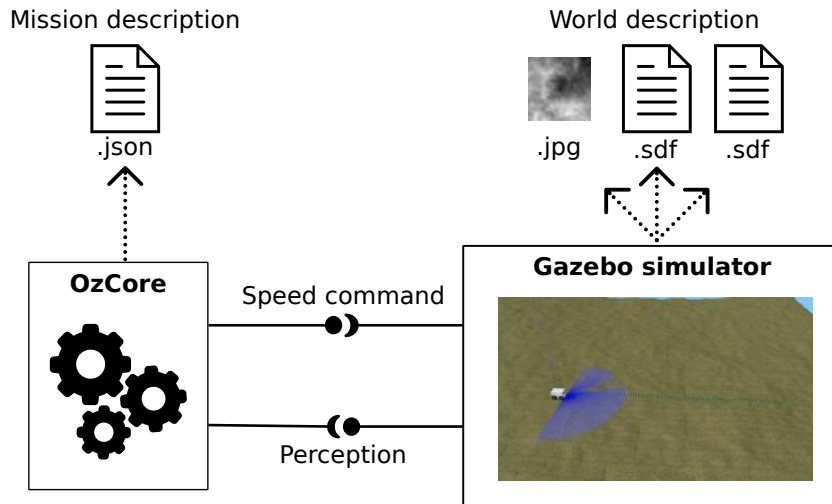 Mission description
World description
.json
.jpg
.sdf
.sdf
OzCore
Gazebo simulator
Speed command
Perception